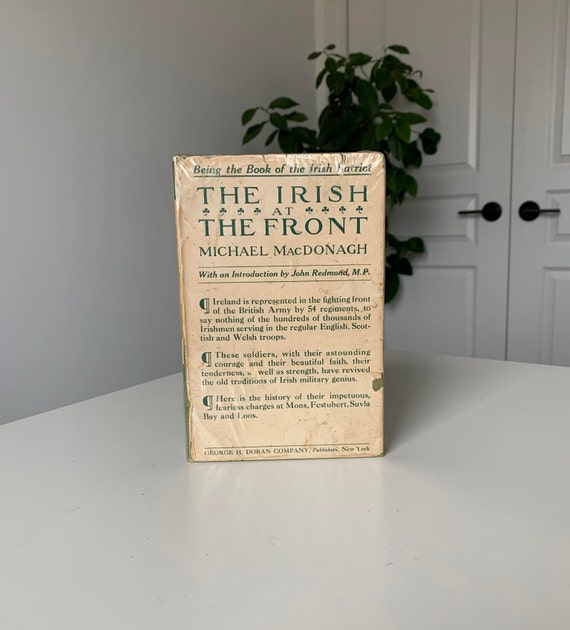 Being the Book of the Irish Patriot
THE IRISH
AT
THE FRONT
MICHAEL MacDONAGH
With an Introduction by John Redmond, M.P.
¶ Ireland is represented in the fighting front
of the British Army by 54 regiments, to
say nothing of the hundreds of thousands of
Irishmen serving in the regular English, Scot-
tish and Welsh troops.
¶ These soldiers, with their astounding
courage and their beautiful faith, their
tenderness, well as strength, have revived
the old traditions of Irish military genius.
¶ Here is the history of their impetuous,
fearless charges at Mons, Festubert, Suvla
Bay and Loos.
GEORGE H. DORAN COMPANY, Publishers, New York